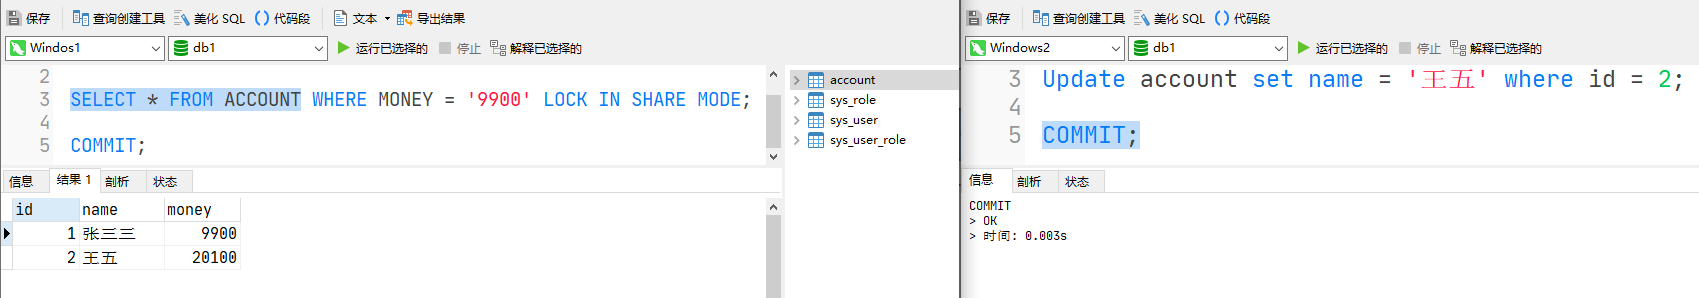 保存 查询创建工具 美化 SQL () 代码段 文本 导出结果
Windos1 db1 运行已选择的 停止 解释已选择的
2
3 SELECT * FROM ACCOUNT WHERE MONEY = '9900' LOCK IN SHARE MODE;
4
5 COMMIT;
信息 结果 1 剖析 状态
id name money
1 张三三 9900
2 王五 20100
account
sys_role
sys_user
sys_user_role
保存 查询创建工具 美化 SQL () 代码段
Windows2 db1 运行已选择的 停止 解释已选择的
3 Update account set name = '王五' where id = 2;
4
5 COMMIT;
信息 剖析 状态
COMMIT
> OK
> 时间: 0.003s